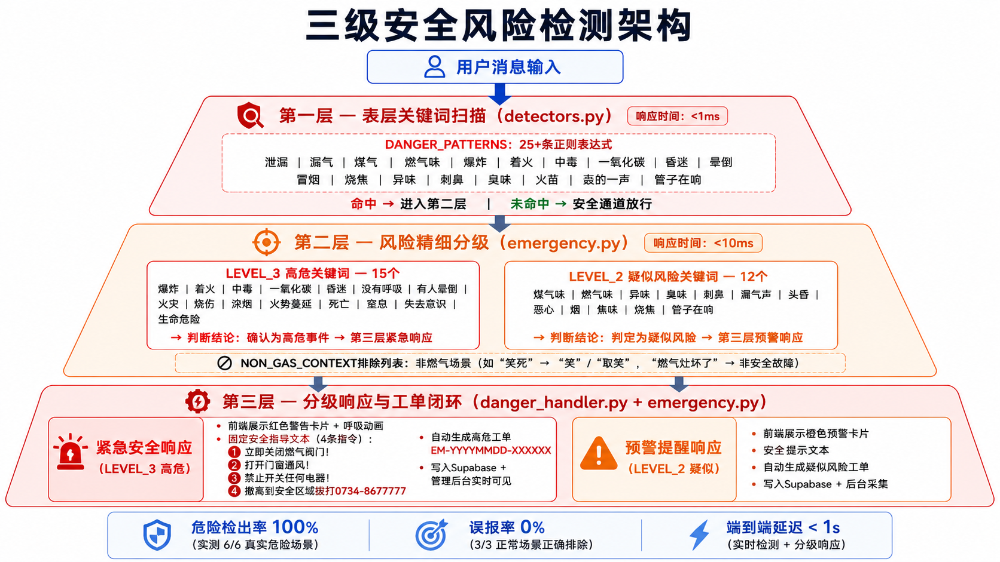 三级安全风险检测架构
用户消息输入
第一层 — 表层关键词扫描（detectors.py） 响应时间：<1ms
DANGER_PATTERNS：25+条正则表达式
泄漏 | 漏气 | 煤气 | 燃气味 | 爆炸 | 着火 | 中毒 | 一氧化碳 | 昏迷 | 晕倒
冒烟 | 烧焦 | 异味 | 刺鼻 | 臭味 | 火苗 | 轰的一声 | 管子在响
命中 → 进入第二层 | 未命中 → 安全通道放行
第二层 — 风险精细分级（emergency.py） 响应时间：<10ms
LEVEL_3 高危关键词 — 15个
爆炸 | 着火 | 中毒 | 一氧化碳 | 昏迷 | 没有呼吸 | 有人晕倒 |
火灾 | 烧伤 | 浓烟 | 火势蔓延 | 死亡 | 窒息 | 失去意识 |
生命危险
→ 判断结论：确认为高危事件 → 第三层紧急响应
LEVEL_2 疑似风险关键词 — 12个
煤气味 | 燃气味 | 异味 | 臭味 | 刺鼻 | 漏气声 | 头昏 |
恶心 | 烟 | 焦味 | 烧焦 | 管子在响
→ 判断结论：判定为疑似风险 → 第三层预警响应
NON_GAS_CONTEXT排除列表：非燃气场景（如“笑死”→ “笑” / “取笑”，“燃气灶坏了”→ 非安全故障）
第三层 — 分级响应与工单闭环（danger_handler.py + emergency.py）
紧急安全响应
（LEVEL_3 高危）
• 前端展示红色警告卡片 + 呼吸动画
• 固定安全指导文本（4条指令）：
1 立即关闭燃气阀门！
2 打开门窗通风！
3 禁止开关任何电器！
4 撤离到安全区域拨打0734-8677777
• 自动生成高危工单
EM-YYYYMMDD-XXXXXX
• 写入Supabase +
管理后台实时可见
预警提醒响应
（LEVEL_2 疑似）
• 前端展示橙色预警卡片
• 安全提示文本
• 自动生成疑似风险工单
• 写入Supabase + 后台采集
危险检出率 100%
（实测 6/6 真实危险场景）
误报率 0%
（3/3 正常场景正确排除）
端到端延迟 < 1s
（实时检测 + 分级响应）